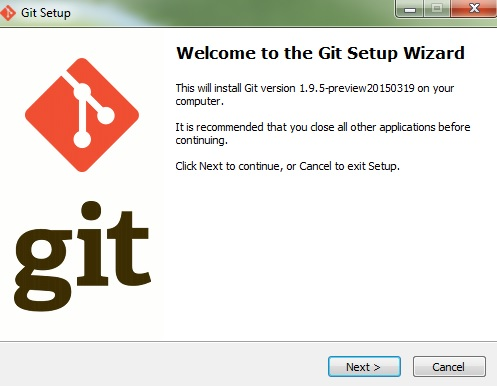 Git Setup
Welcome to the Git Setup Wizard
This will install Git version 1.9.5-preview20150319 on your
computer.
It is recommended that you close all other applications before
continuing.
Click Next to continue, or Cancel to exit Setup.
git
Next >
Cancel